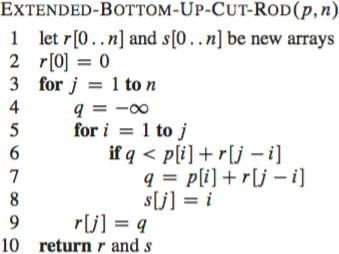 EXTENDED-BOTTOM-UP-CUT-ROD(p, n)
1 let r[0..n] and s[0..n] be new arrays
2 r[0] = 0
3 for j = 1 to n
4 q = −∞
5 for i = 1 to j
6 if q < p[i] + r[j − i]
7 q = p[i] + r[j − i]
8 s[j] = i
9 r[j] = q
10 return r and s